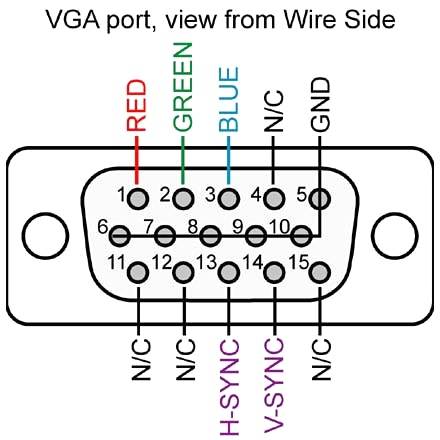 VGA port, view from Wire Side
RED
GREEN
BLUE
N/C
GND
1 2 3 4 5
6 7 8 9 10
11 12 13 14 15
N/C
N/C
H-SYNC
V-SYNC
N/C